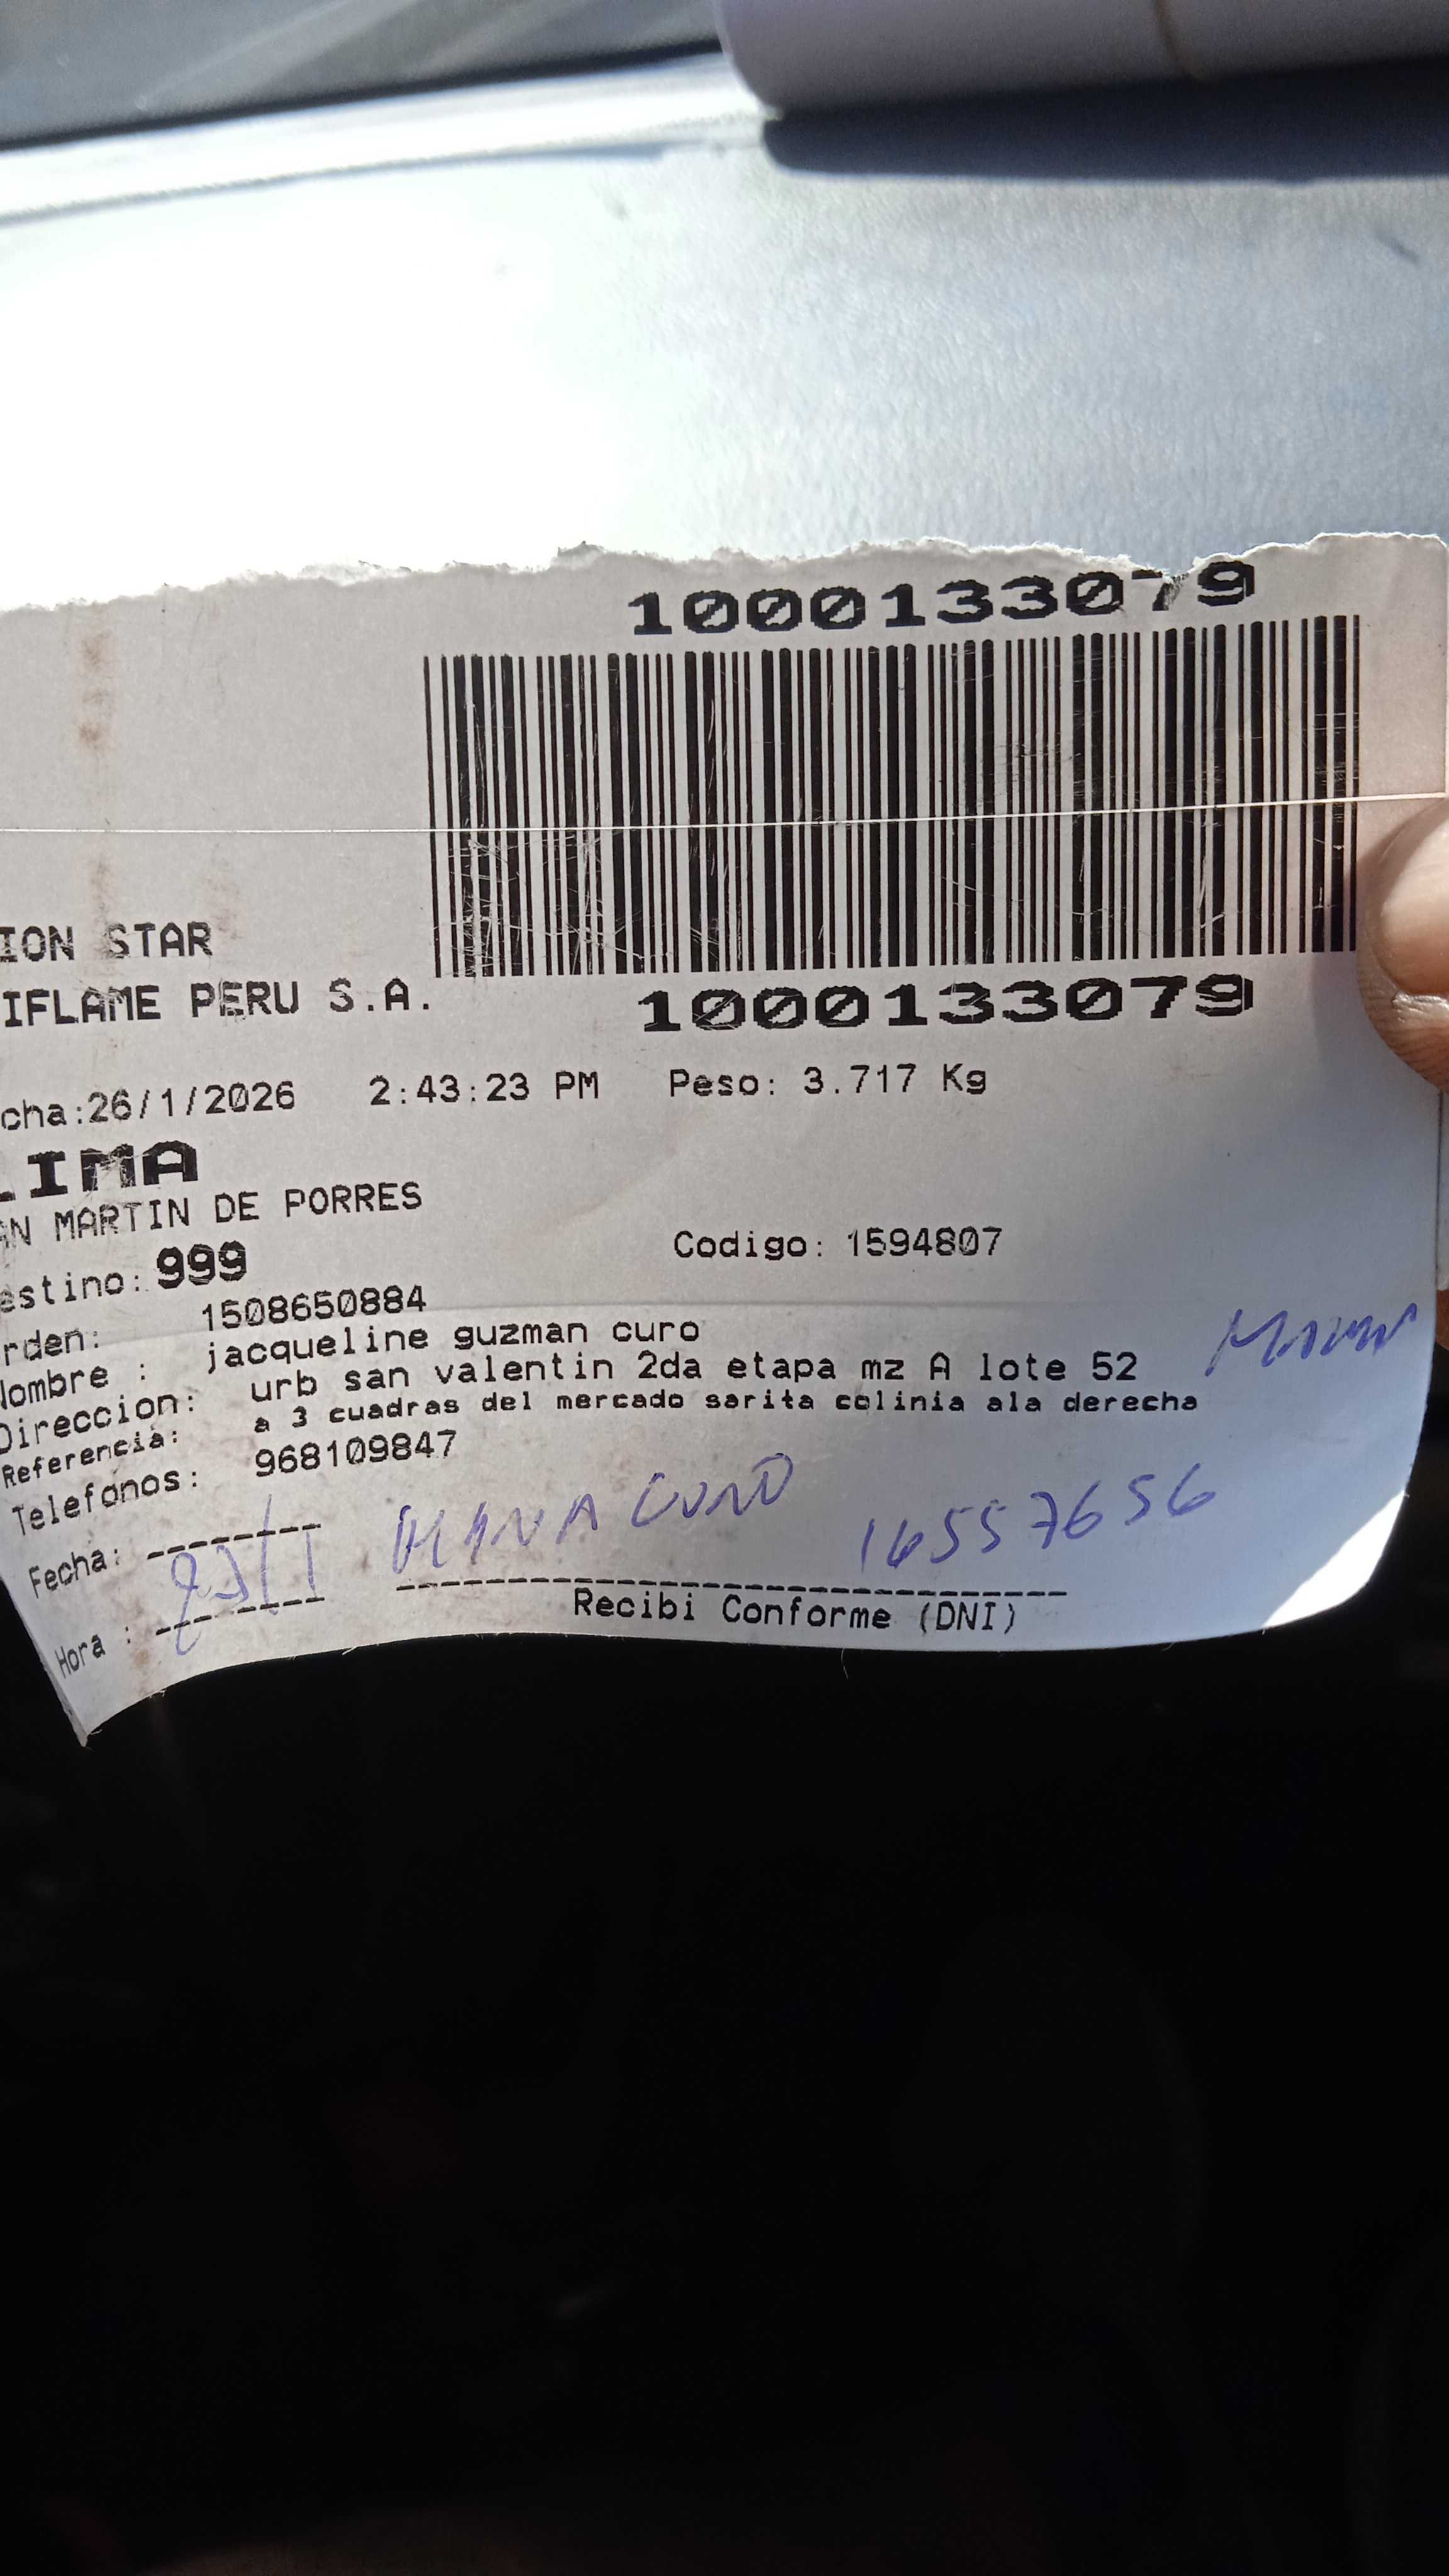 1000133079
ION STAR
IFLAME PERU S.A.
1000133079
cha:26/1/2026 2:43:23 PM Peso: 3.717 Kg
LIMA
AN MARTIN DE PORRES
estino: 999 Codigo: 1594807
rden: 1508650884
Nombre : jacqueline guzman curo
Direccion: urb san valentin 2da etapa mz A lote 52
Referencia: a 3 cuadras del mercado sarita colinia ala derecha
Telefonos: 968109847
Fecha: CURO 16557656
Hora :
Recibi Conforme (DNI)